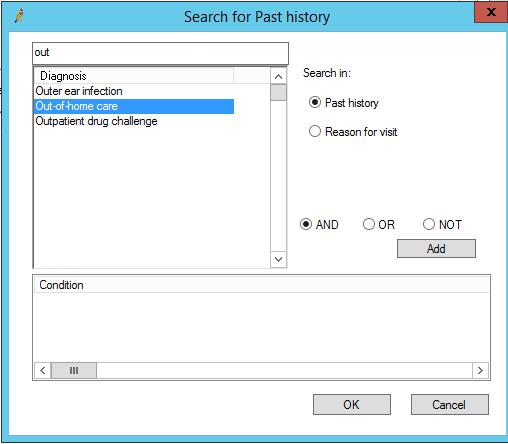 Search for Past history
x
out
Diagnosis
Outer ear infection
Out-of-home care
Outpatient drug challenge
Search in:
Past history
Reason for visit
AND OR NOT
Add
Condition
OK Cancel